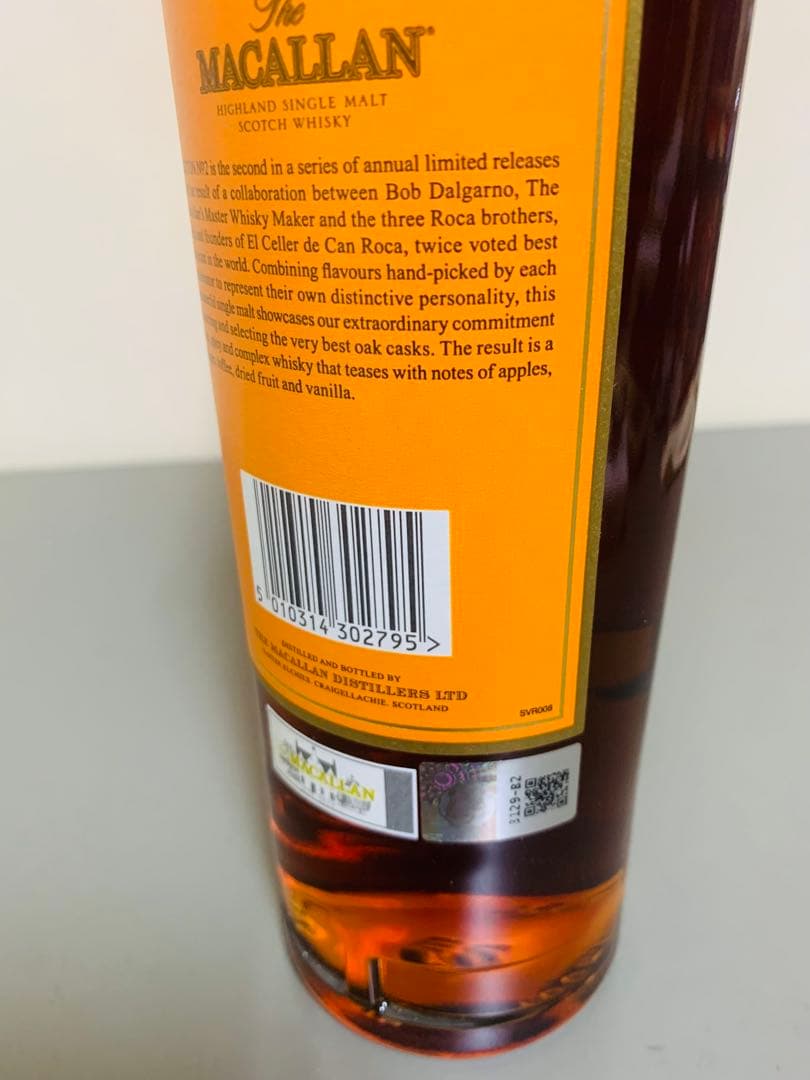 The
MACALLAN
HIGHLAND SINGLE MALT
SCOTCH WHISKY
Nº2 is the second in a series of annual limited releases
result of a collaboration between Bob Dalgarno, The
Master Whisky Maker and the three Roca brothers,
founders of El Celler de Can Roca, twice voted best
in the world. Combining flavours hand-picked by each
to represent their own distinctive personality, this
single malt showcases our extraordinary commitment
and selecting the very best oak casks. The result is a
and complex whisky that teases with notes of apples,
dried fruit and vanilla.
5 010314 302795 >
DISTILLED AND BOTTLED BY
THE MACALLAN DISTILLERS LTD
CRAIGELLACHIE, SCOTLAND
SVR008
MACALLAN
3129-B2